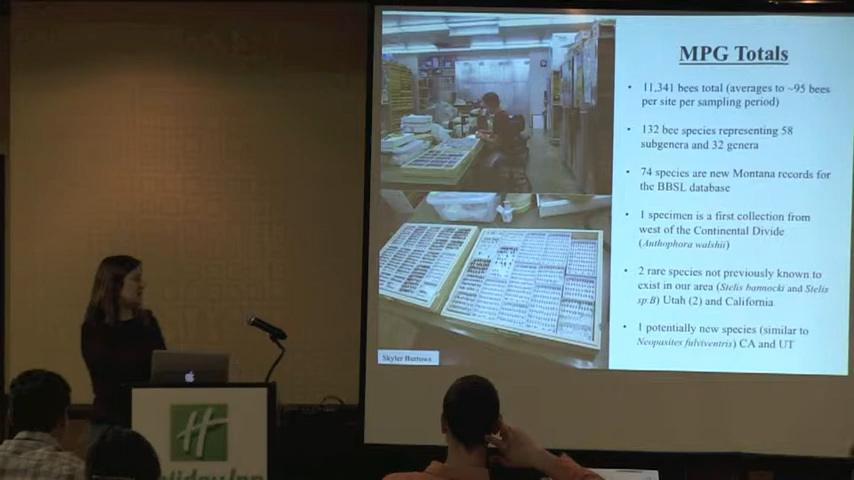 MPG Totals
• 11,341 bees total (averages to ~95 bees
per site per sampling period)
• 132 bee species representing 58
subgenera and 32 genera
• 74 species are new Montana records for
the BBSL database
• 1 specimen is a first collection from
west of the Continental Divide
(Anthophora walshii)
• 2 rare species not previously known to
exist in our area (Stelis hannocki and Stelis
sp.B) Utah (2) and California
• 1 potentially new species (similar to
Neopasites fulviventris) CA and UT
Skyler Burrows
H
Holiday Inn